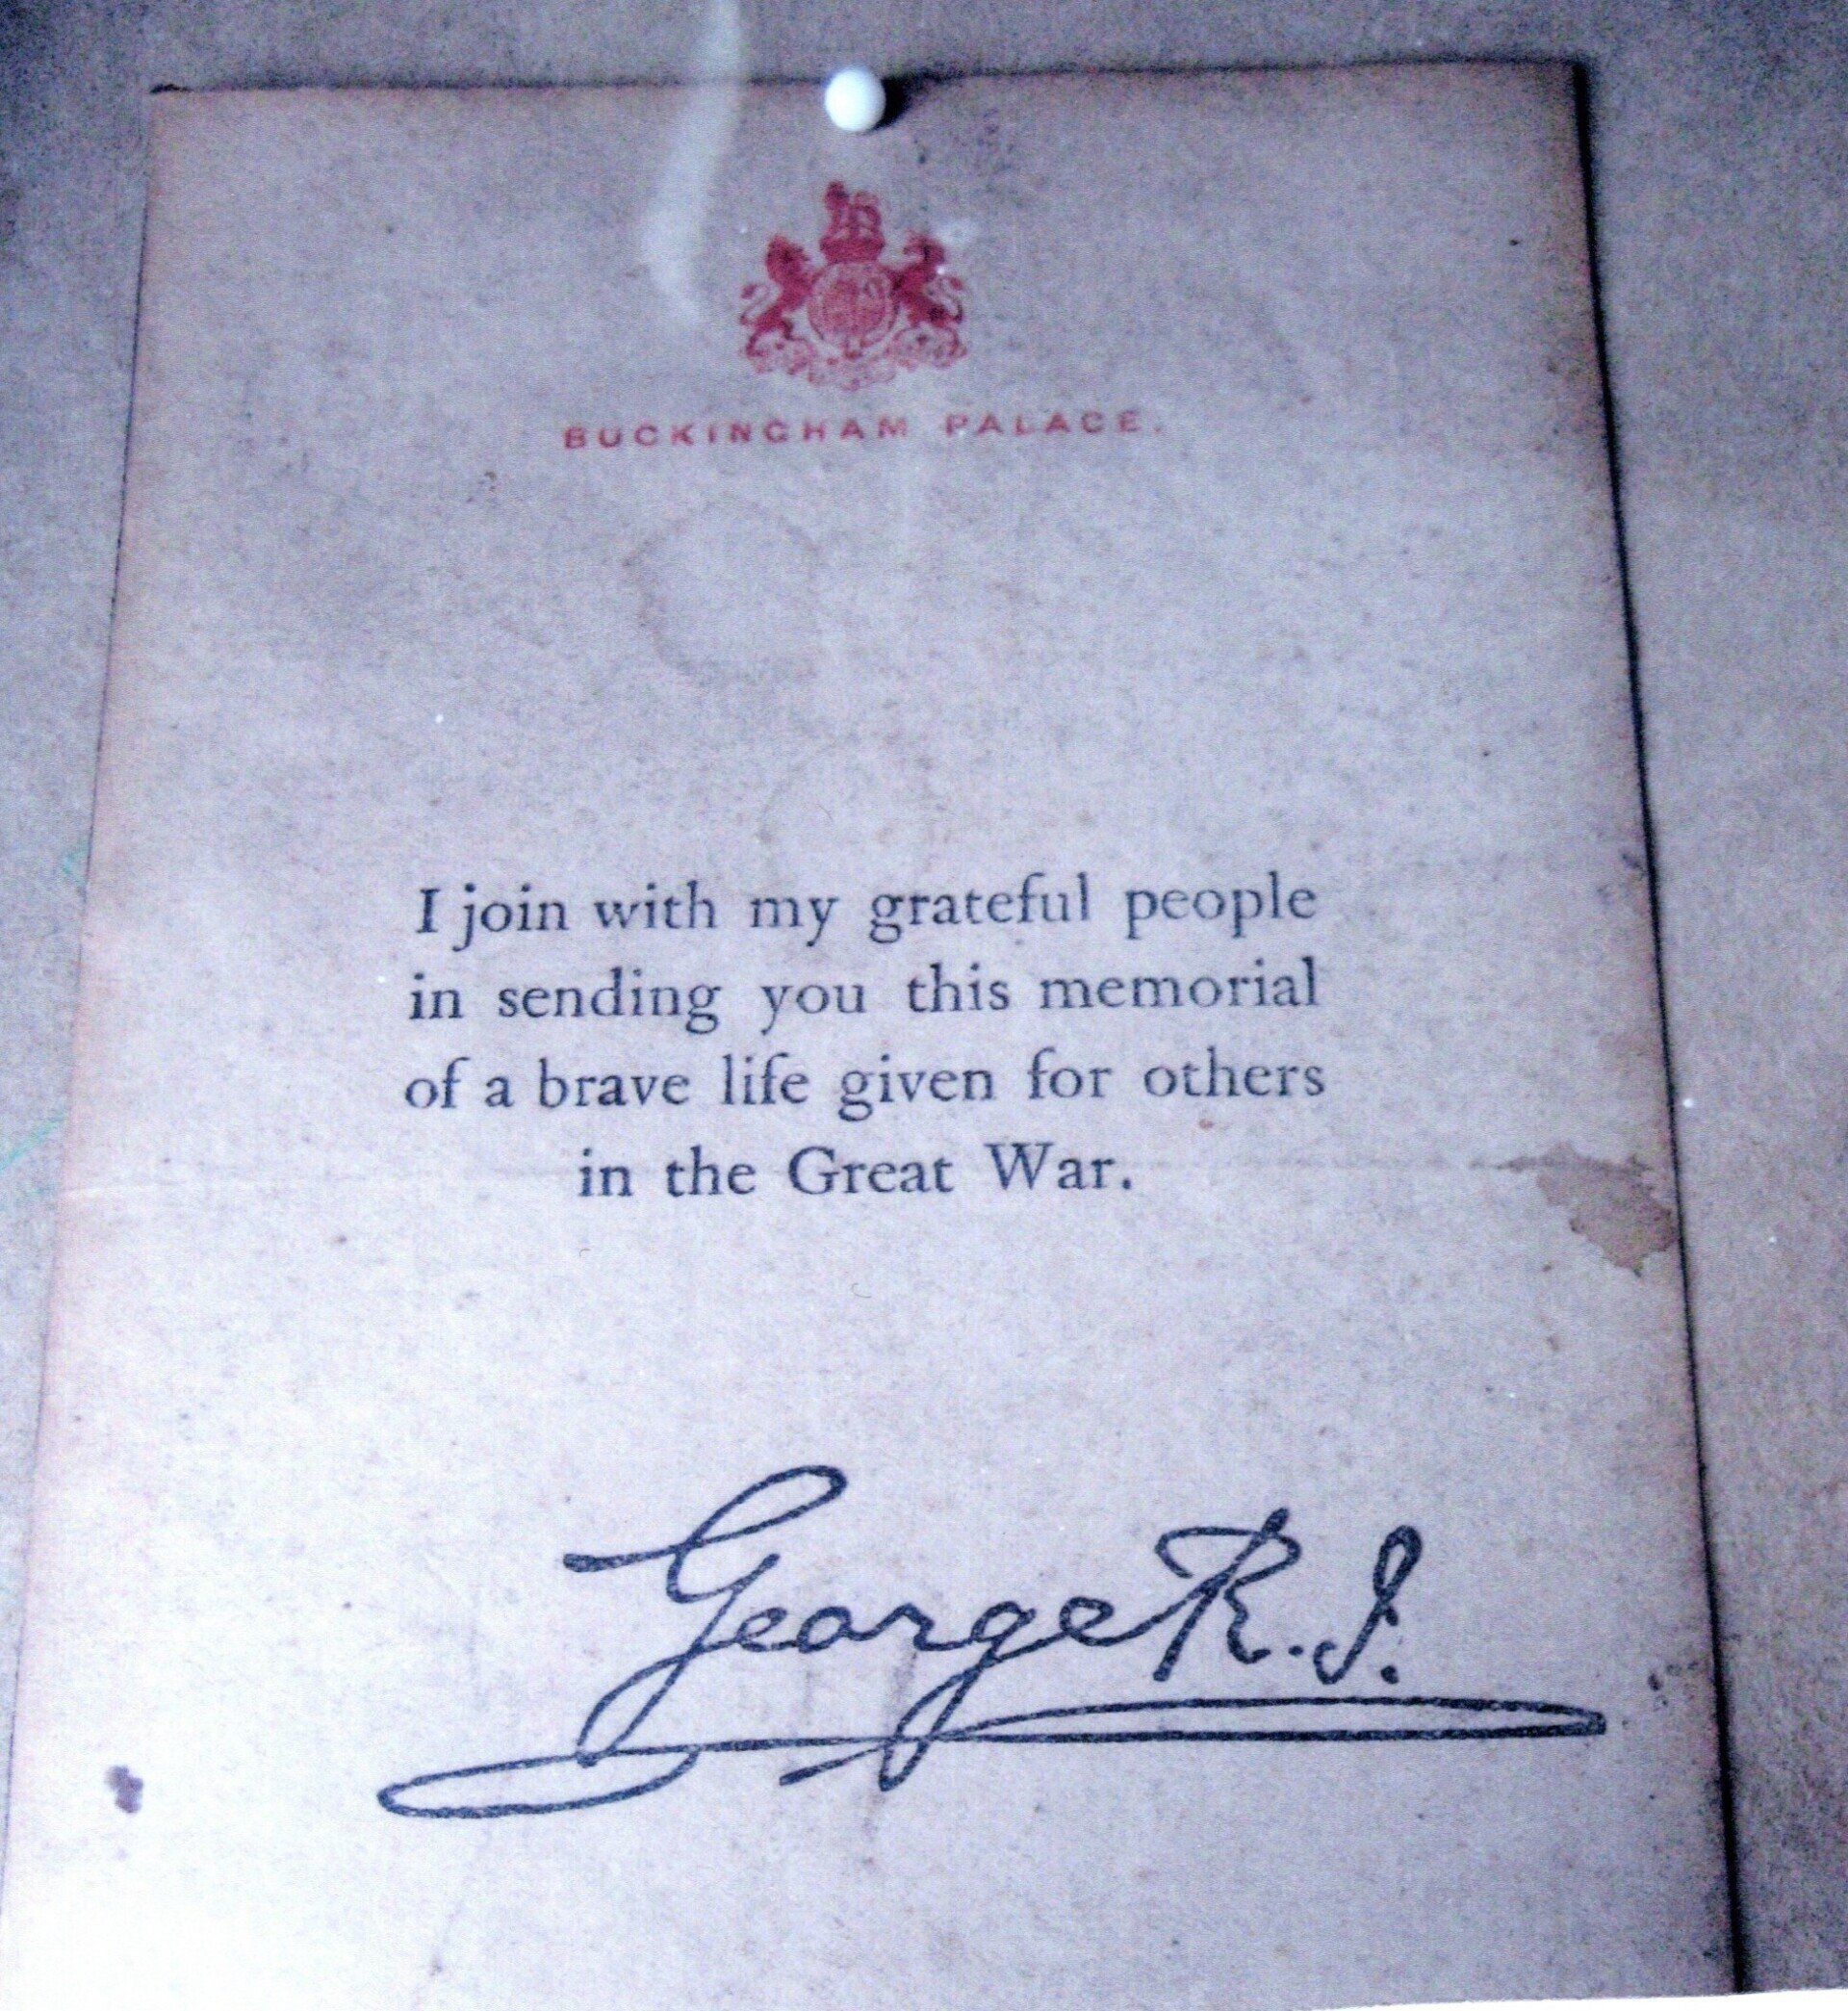 BUCKINGHAM PALACE.
I join with my grateful people
in sending you this memorial
of a brave life given for others
in the Great War.
George R.I.